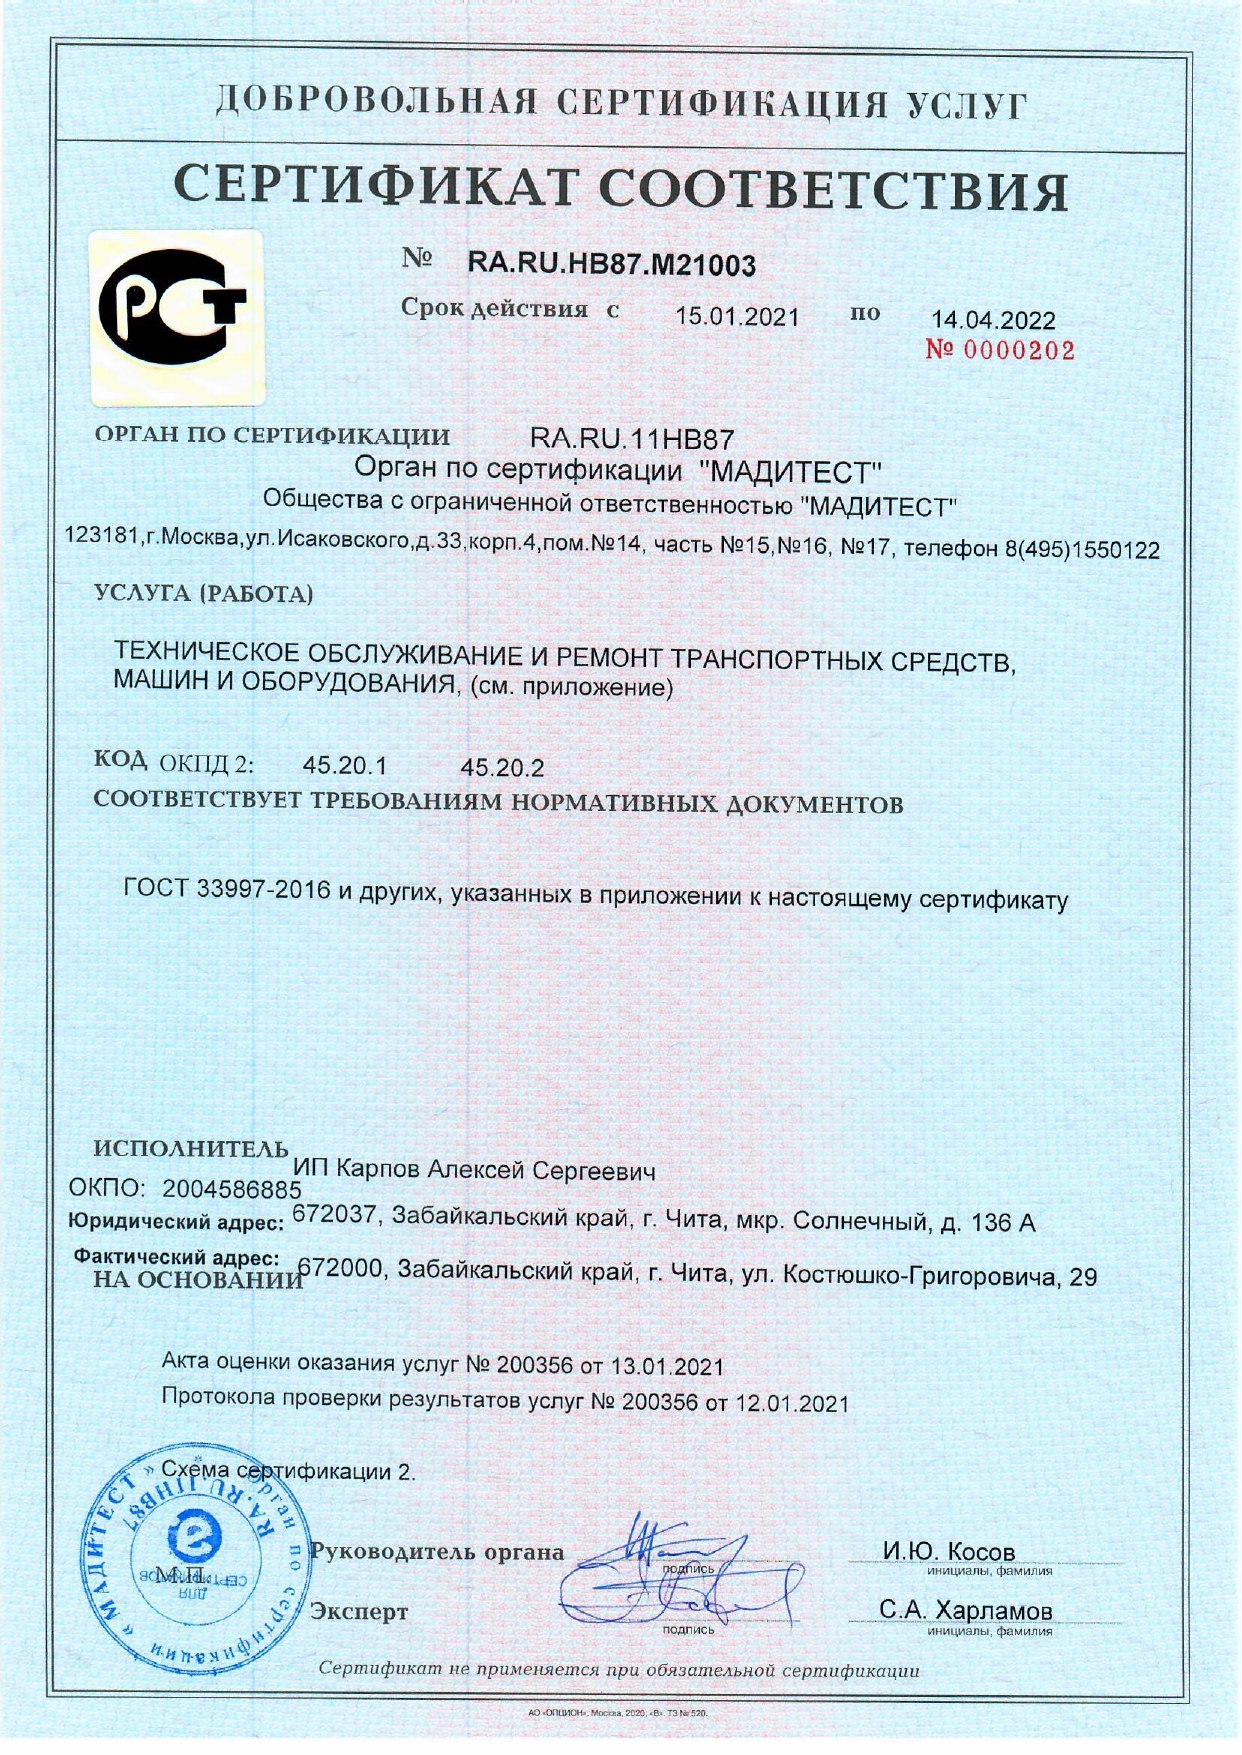 ДОБРОВОЛЬНАЯ СЕРТИФИКАЦИЯ УСЛУГ
СЕРТИФИКАТ СООТВЕТСТВИЯ
РСТ
№ RA.RU.НВ87.М21003
Срок действия с 15.01.2021 по 14.04.2022
№ 0000202
ОРГАН ПО СЕРТИФИКАЦИИ RA.RU.11НВ87
Орган по сертификации "МАДИТЕСТ"
Общества с ограниченной ответственностью "МАДИТЕСТ"
123181,г.Москва,ул.Исаковского,д.33,корп.4,пом.№14, часть №15,№16, №17, телефон 8(495)1550122
УСЛУГА (РАБОТА)
ТЕХНИЧЕСКОЕ ОБСЛУЖИВАНИЕ И РЕМОНТ ТРАНСПОРТНЫХ СРЕДСТВ,
МАШИН И ОБОРУДОВАНИЯ, (см. приложение)
КОД ОКПД 2: 45.20.1 45.20.2
СООТВЕТСТВУЕТ ТРЕБОВАНИЯМ НОРМАТИВНЫХ ДОКУМЕНТОВ
ГОСТ 33997-2016 и других, указанных в приложении к настоящему сертификату
ИСПОЛНИТЕЛЬ
ИП Карпов Алексей Сергеевич
ОКПО: 2004586885
Юридический адрес: 672037, Забайкальский край, г. Чита, мкр. Солнечный, д. 136 А
Фактический адрес: 672000, Забайкальский край, г. Чита, ул. Костюшко-Григоровича, 29
НА ОСНОВАНИИ
Акта оценки оказания услуг № 200356 от 13.01.2021
Протокола проверки результатов услуг № 200356 от 12.01.2021
Схема сертификации 2.
Орган по сертификации «МАДИТЕСТ»
RA.RU.11НВ87
ДЛЯ
СЕРТИФИКАТОВ
М.П.
Руководитель органа
подпись
И.Ю. Косов
инициалы, фамилия
Эксперт
подпись
С.А. Харламов
инициалы, фамилия
Сертификат не применяется при обязательной сертификации
АО «ОПЦИОН», Москва, 2020, «В». ТЗ № 520.